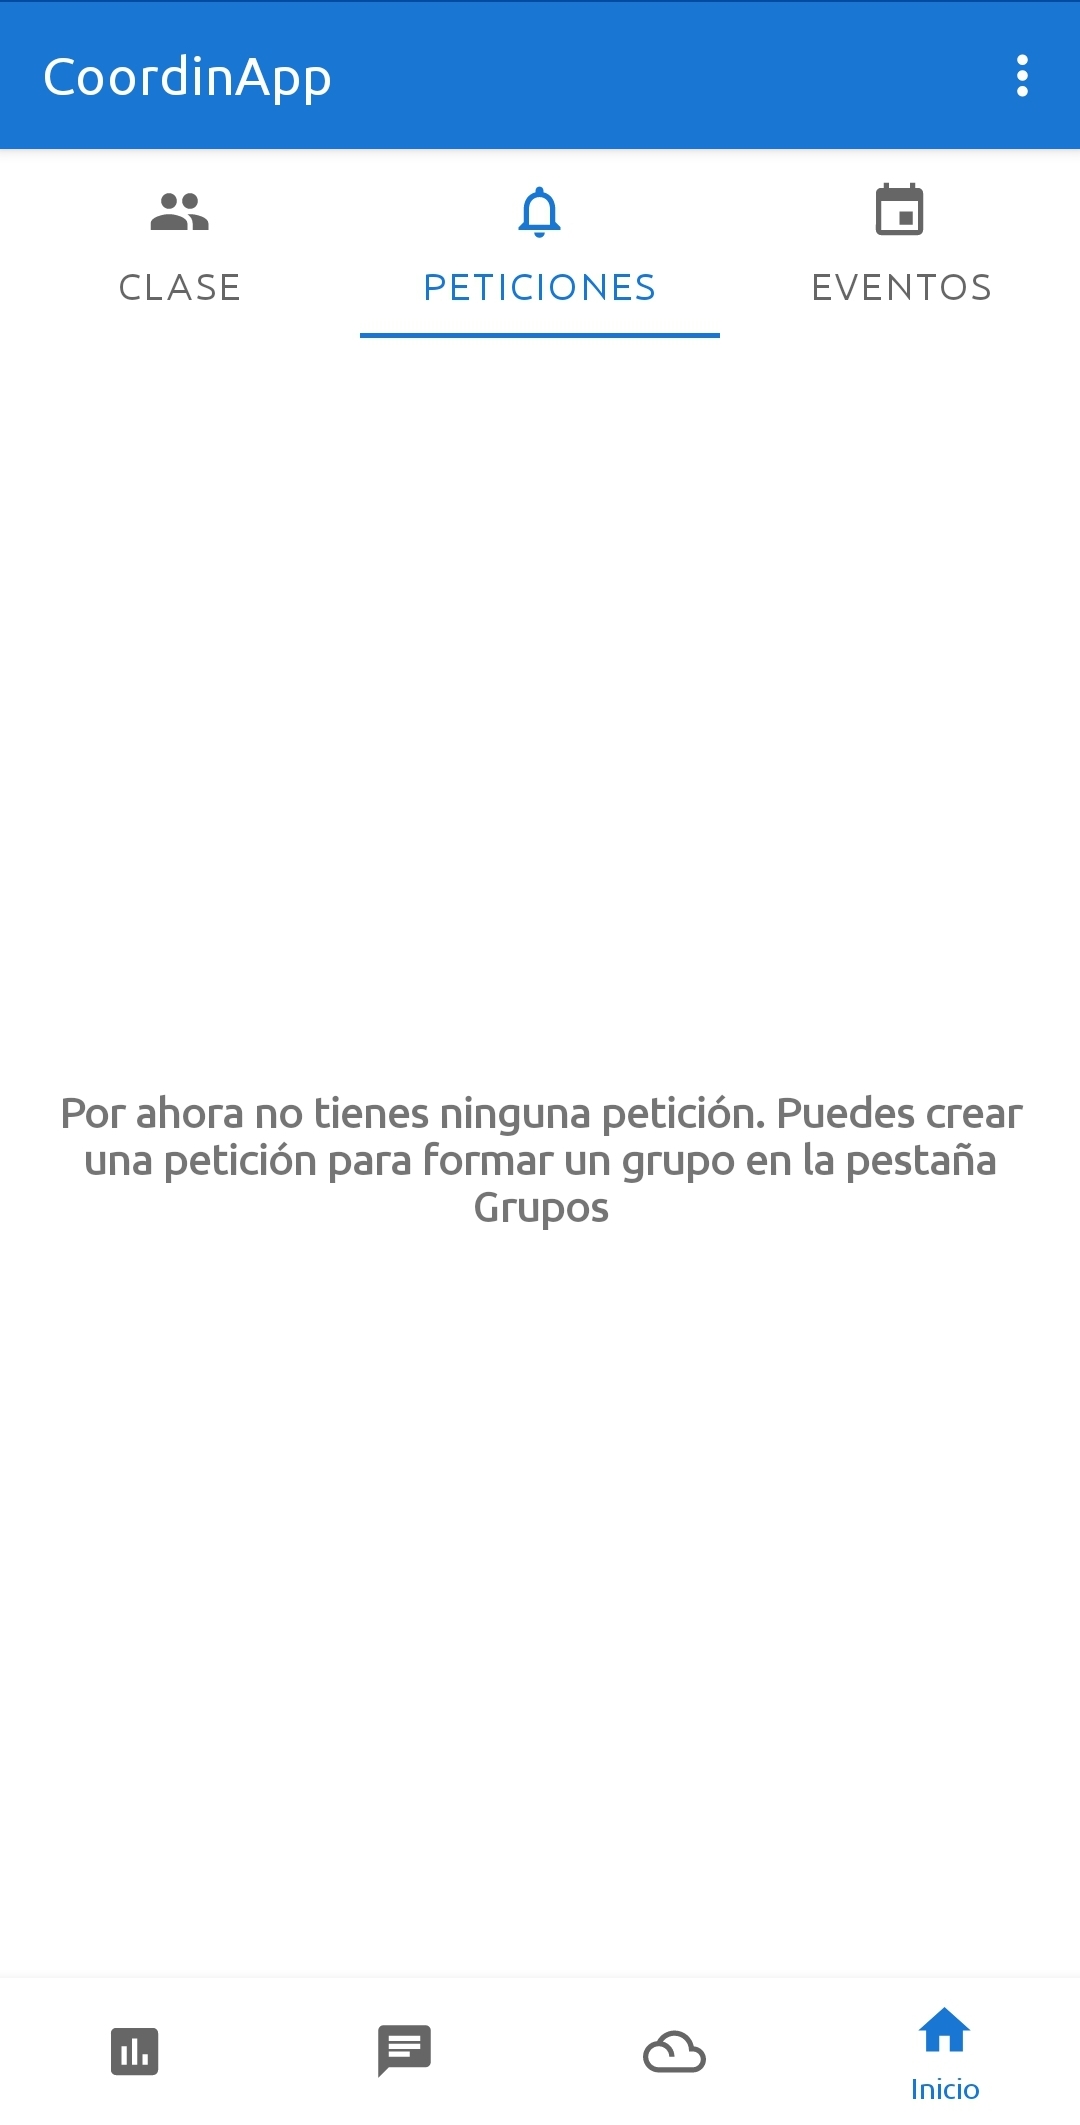 CoordinApp
CLASE
PETICIONES
EVENTOS
Por ahora no tienes ninguna petición. Puedes crear
una petición para formar un grupo en la pestaña
Grupos
Inicio